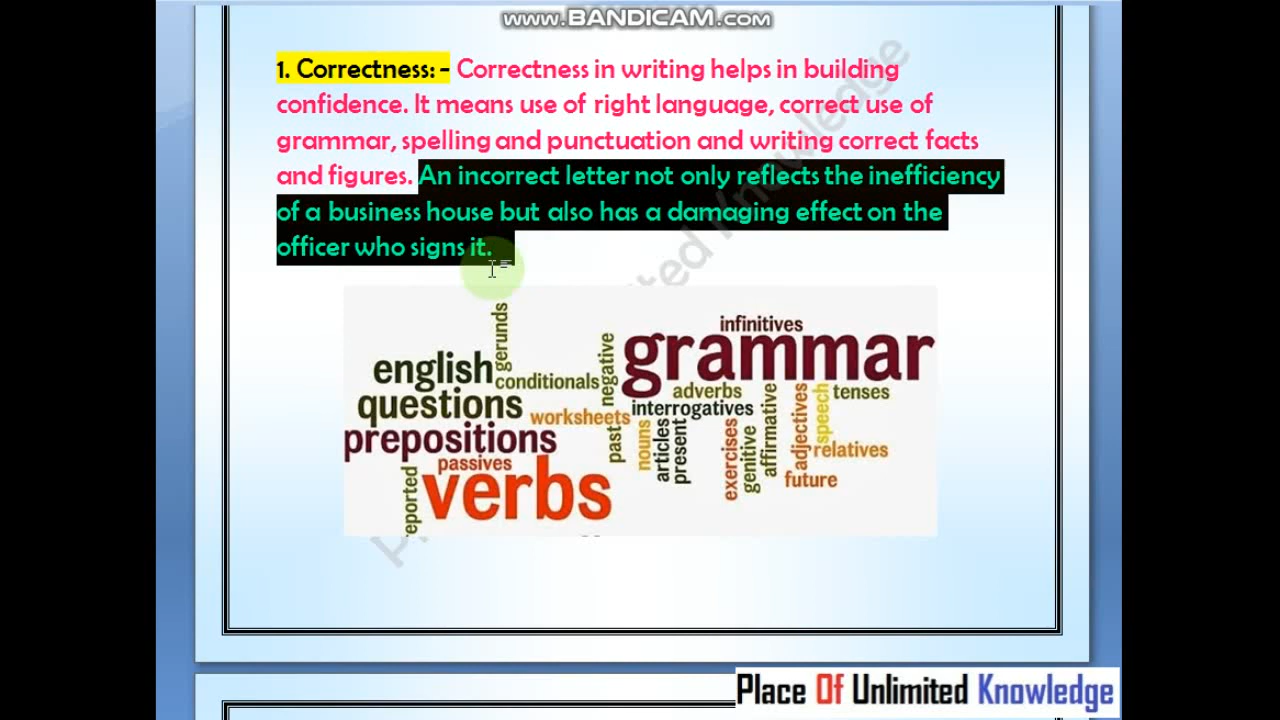 WWW.BANDICAM.COM
1. Correctness: - Correctness in writing helps in building
confidence. It means use of right language, correct use of
grammar, spelling and punctuation and writing correct facts
and figures. An incorrect letter not only reflects the inefficiency
of a business house but also has a damaging effect on the
officer who signs it.
gerunds
english
conditionals
negative
questions
worksheets
prepositions
passives
verbs
past
infinitives
grammar
adverbs
tenses
interrogatives
nouns
articles
present
exercises
genitive
affirmative
adjectives
speech
relatives
future
Place Of Unlimited Knowledge